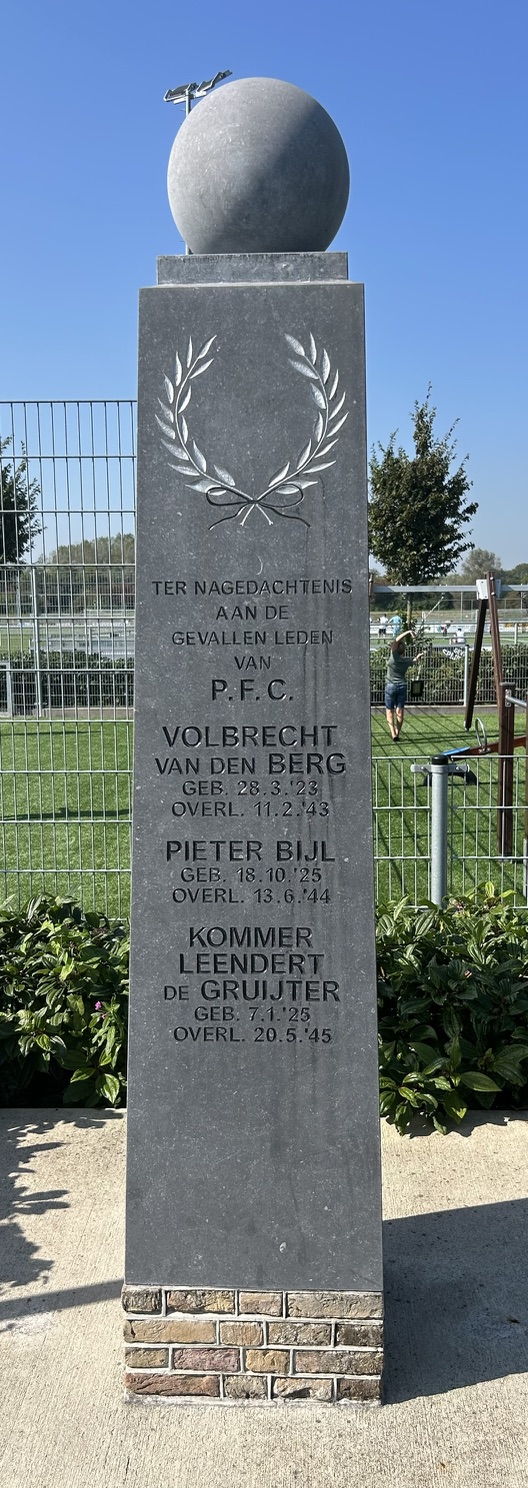 TER NAGEDACHTENIS
AAN DE
GEVALLEN LEDEN
VAN
P.F.C.
VOLBRECHT
VAN DEN BERG
GEB. 28.3.'23
OVERL. 11.2.'43
PIETER BIJL
GEB. 18.10.'25
OVERL. 13.6.'44
KOMMER
LEENDERT
DE GRUIJTER
GEB. 7.1.'25
OVERL. 20.5.'45